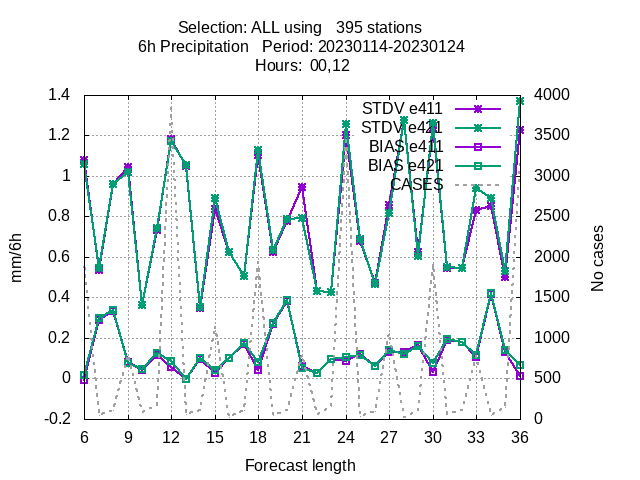 Selection: ALL using   395 stations
6h Precipitation   Period: 20230114-20230124
Hours:  00,12
STDV e411
STDV e421
BIAS e411
BIAS e421
CASES
1.4
1.2
1
0.8
0.6
0.4
0.2
0
-0.2
mm/6h
4000
3500
3000
2500
2000
1500
1000
500
0
No cases
6 9 12 15 18 21 24 27 30 33 36
Forecast length